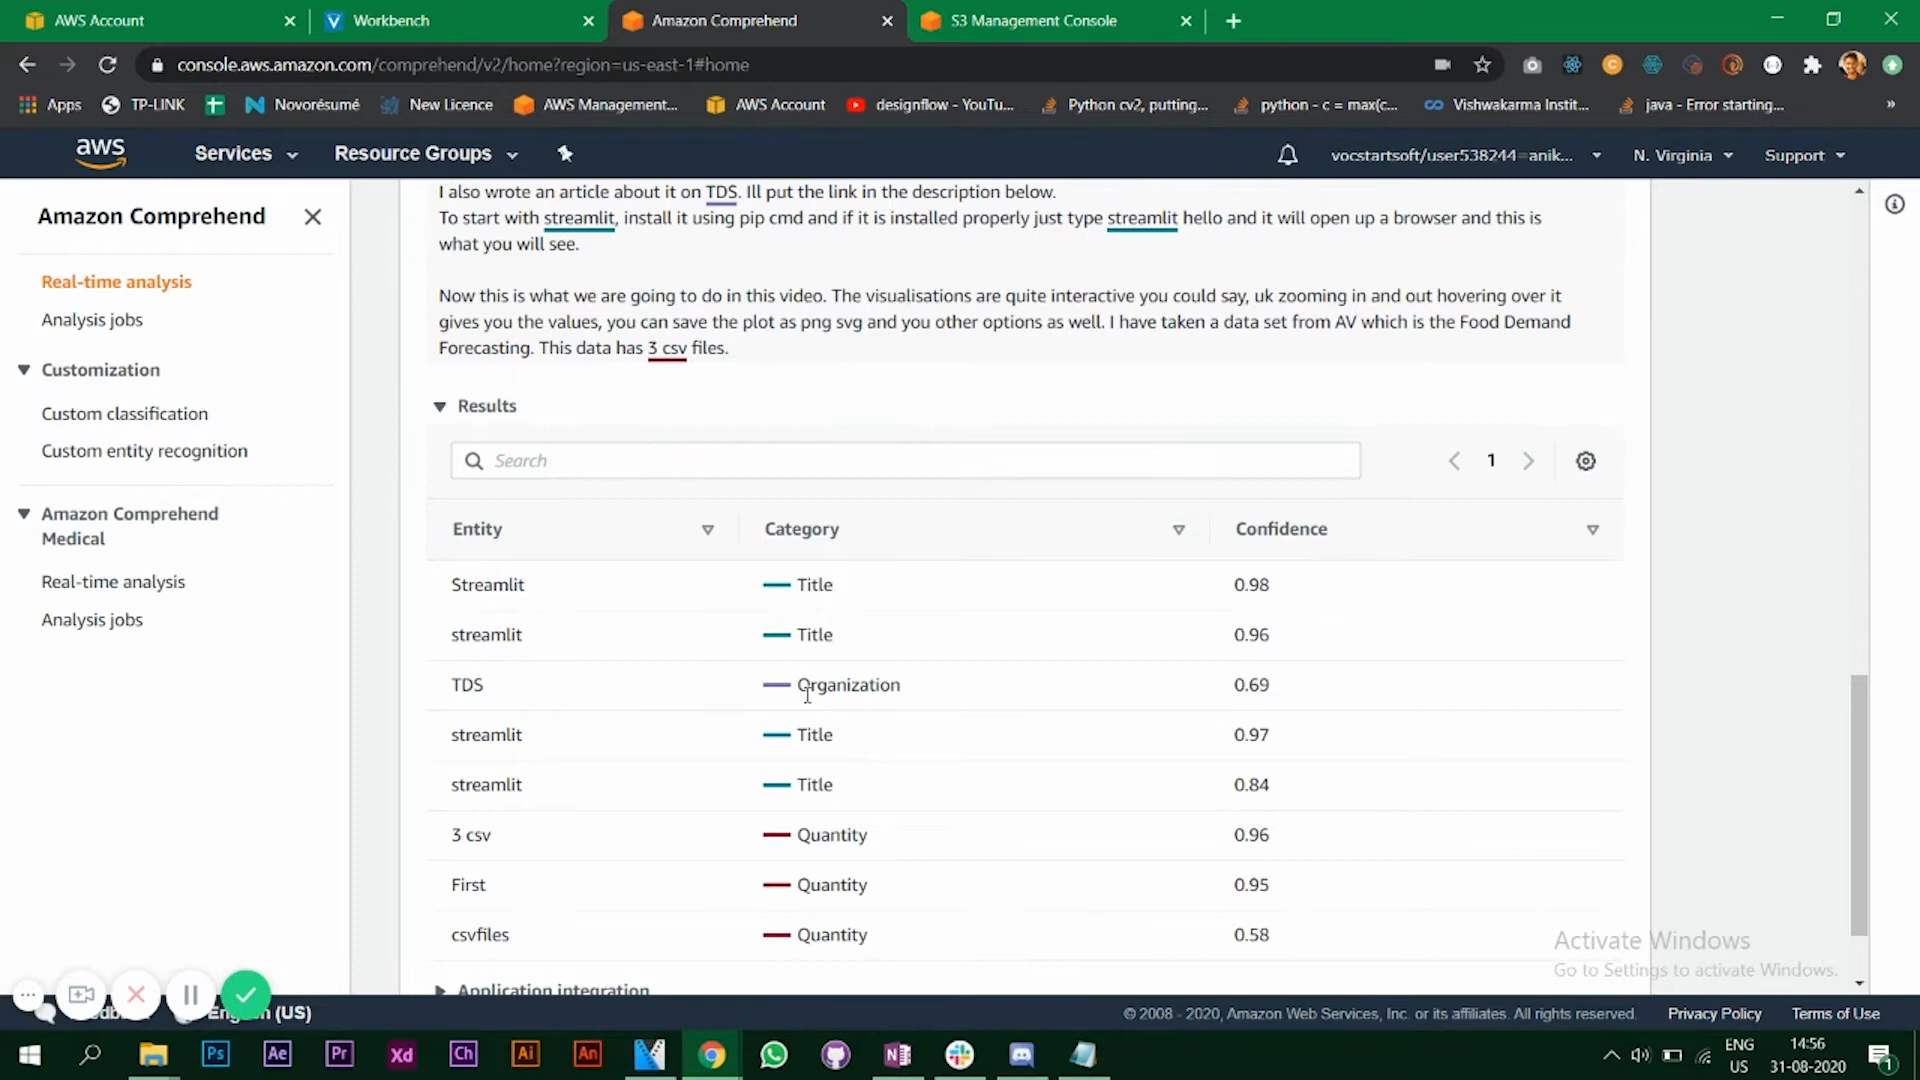 AWS Account
Workbench
Amazon Comprehend
S3 Management Console
console.aws.amazon.com/comprehend/v2/home?region=us-east-1#home
Apps
TP-LINK
Novorésumé
New Licence
AWS Management...
AWS Account
designflow - YouTu...
Python cv2, putting...
python - c = max(c...
Vishwakarma Instit...
java - Error starting...
»
aws
Services
Resource Groups
vocstartsoft/user538244=anik...
N. Virginia
Support
Amazon Comprehend
Real-time analysis
Analysis jobs
Customization
Custom classification
Custom entity recognition
Amazon Comprehend
Medical
Real-time analysis
Analysis jobs
I also wrote an article about it on TDS. Ill put the link in the description below.
To start with streamlit, install it using pip cmd and if it is installed properly just type streamlit hello and it will open up a browser and this is
what you will see.
Now this is what we are going to do in this video. The visualisations are quite interactive you could say, uk zooming in and out hovering over it
gives you the values, you can save the plot as png svg and you other options as well. I have taken a data set from AV which is the Food Demand
Forecasting. This data has 3 csv files.
Results
Search
1
Entity Category Confidence
Streamlit Title 0.98
streamlit Title 0.96
TDS Organization 0.69
streamlit Title 0.97
streamlit Title 0.84
3 csv Quantity 0.96
First Quantity 0.95
csvfiles Quantity 0.58
Application integration
Activate Windows
Go to Settings to activate Windows.
(US)
© 2008 - 2020, Amazon Web Services, Inc. or its affiliates. All rights reserved.
Privacy Policy
Terms of Use
Ps
Ae
Pr
Xd
Ch
Ai
An
N
ENG
US
14:56
31-08-2020
1